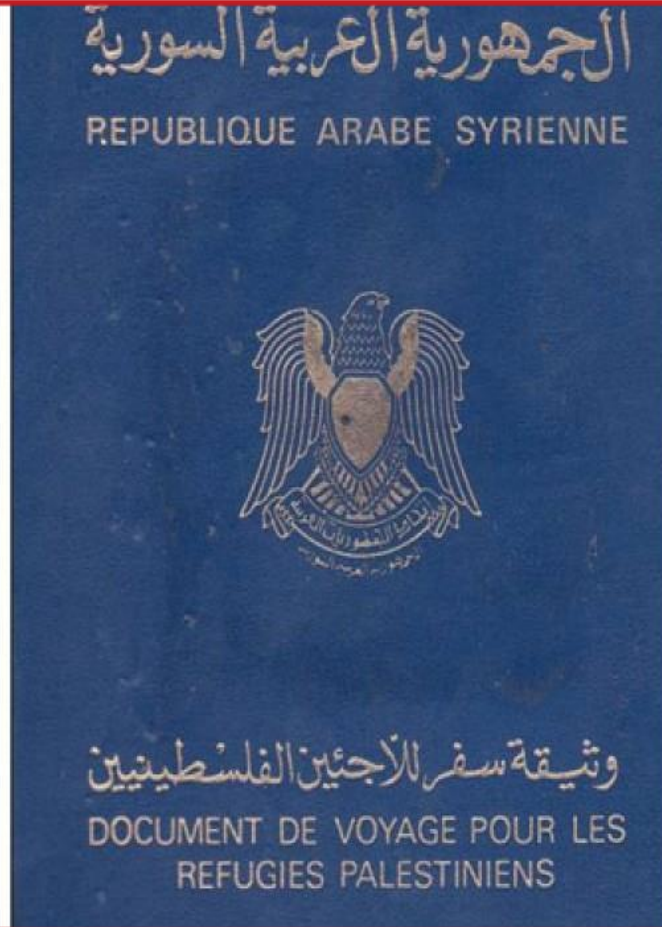 الجمهورية العربية السورية
REPUBLIQUE ARABE SYRIENNE
وثيقة سفر للاجئين الفلسطينيين
DOCUMENT DE VOYAGE POUR LES
REFUGIES PALESTINIENS